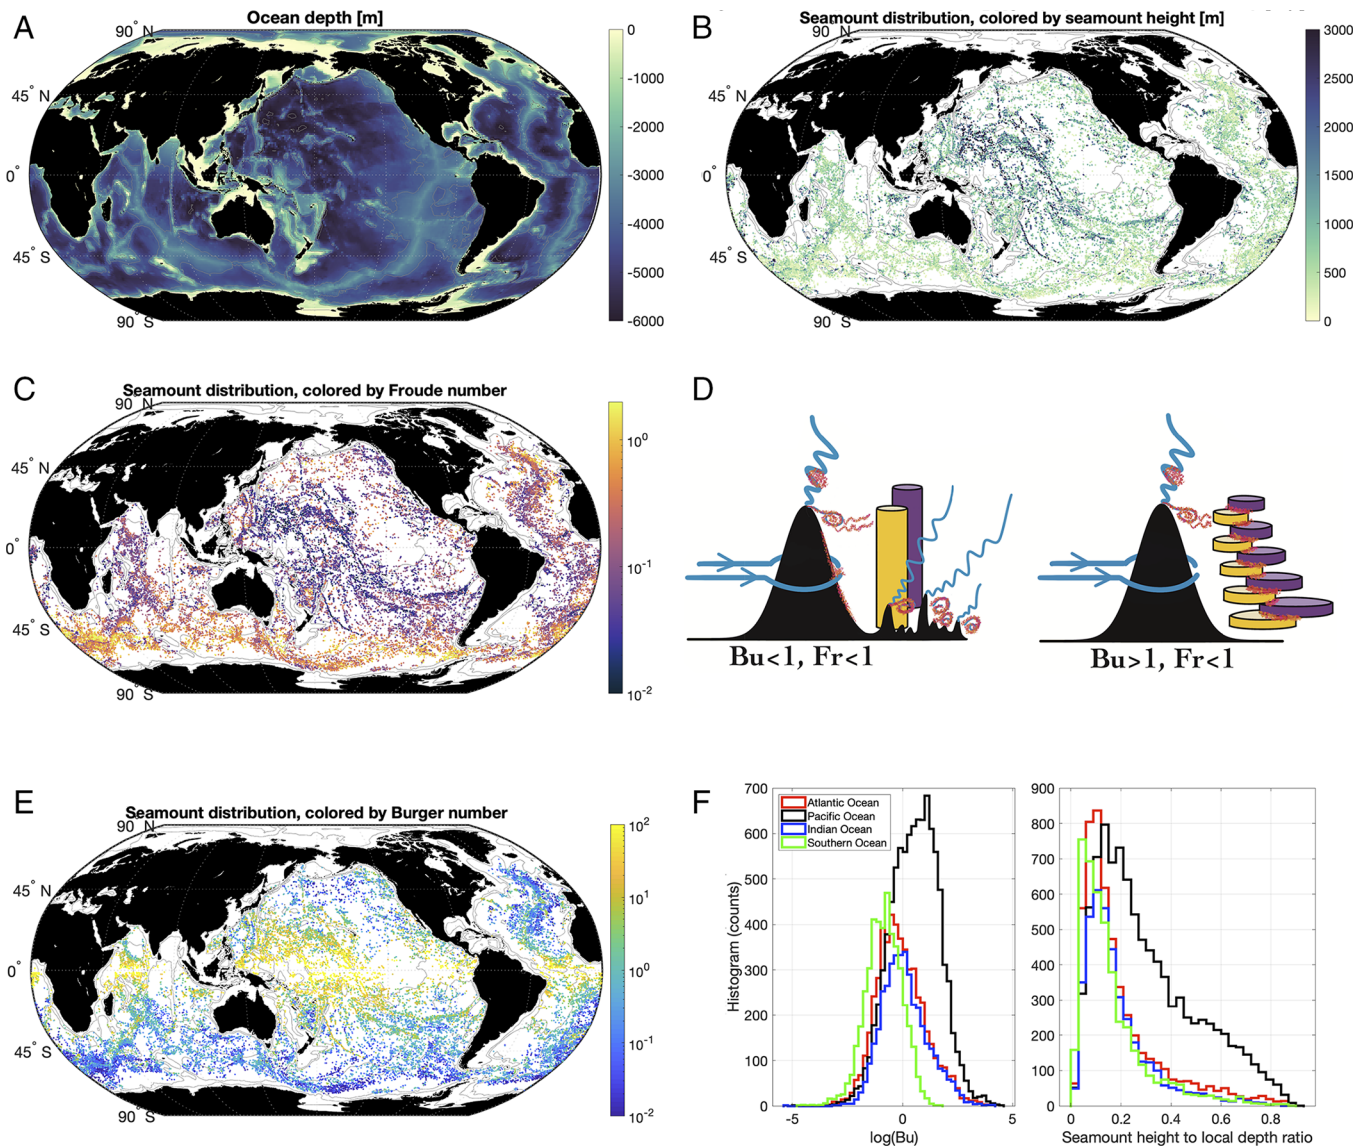 A
Ocean depth [m]
90° N
45° N
0°
45° S
90° S
0
-1000
-2000
-3000
-4000
-5000
-6000
B
Seamount distribution, colored by seamount height [m]
90° N
45° N
0°
45° S
90° S
3000
2500
2000
1500
1000
500
0
C
Seamount distribution, colored by Froude number
90° N
45° N
0°
45° S
90° S
10⁰
10⁻¹
10⁻²
D
Bu<1, Fr<1
Bu>1, Fr<1
E
Seamount distribution, colored by Burger number
90° N
45° N
0°
45° S
90° S
10²
10¹
10⁰
10⁻¹
10⁻²
F
Histogram (counts)
700
600
500
400
300
200
100
0
Atlantic Ocean
Pacific Ocean
Indian Ocean
Southern Ocean
-5
0
5
log(Bu)
900
800
700
600
500
400
300
200
100
0
0
0.2
0.4
0.6
0.8
Seamount height to local depth ratio